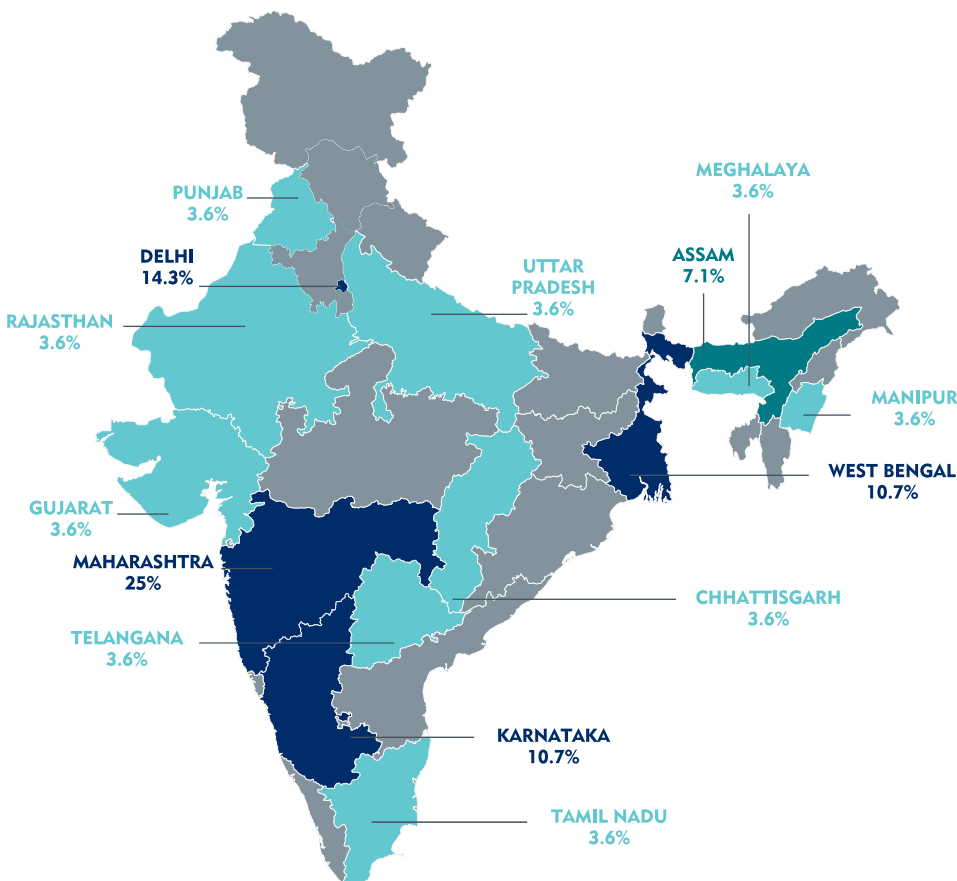 MEGHALAYA
3.6%
PUNJAB
3.6%
DELHI
14.3%
ASSAM
7.1%
UTTAR
PRADESH
3.6%
RAJASTHAN
3.6%
MANIPUR
3.6%
WEST BENGAL
10.7%
GUJARAT
3.6%
MAHARASHTRA
25%
CHHATTISGARH
3.6%
TELANGANA
3.6%
KARNATAKA
10.7%
TAMIL NADU
3.6%